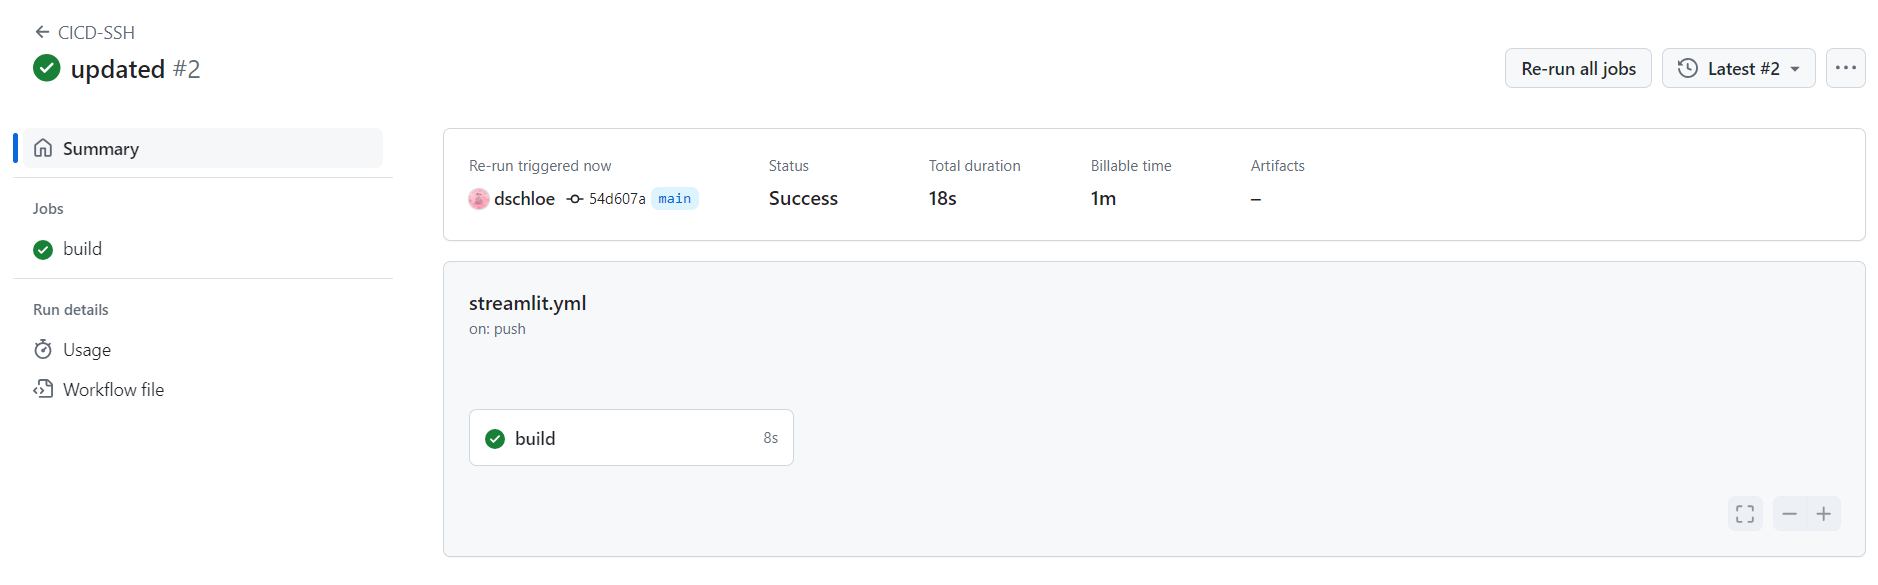 CICD-SSH
updated #2
Re-run all jobs
Latest #2
Summary
Jobs
build
Run details
Usage
Workflow file
Re-run triggered now
dschloe 54d607a main
Status
Success
Total duration
18s
Billable time
1m
Artifacts
–
streamlit.yml
on: push
build 8s